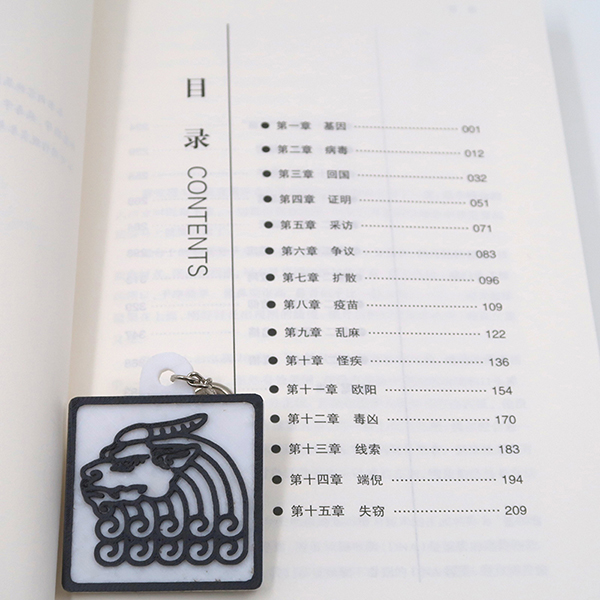 目录
CONTENTS
第一章 基因 001
第二章 病毒 012
第三章 回国 032
第四章 证明 051
第五章 采访 071
第六章 争议 083
第七章 扩散 096
第八章 疫苗 109
第九章 乱麻 122
第十章 怪疾 136
第十一章 欧阳 154
第十二章 毒凶 170
第十三章 线索 183
第十四章 端倪 194
第十五章 失窃 209